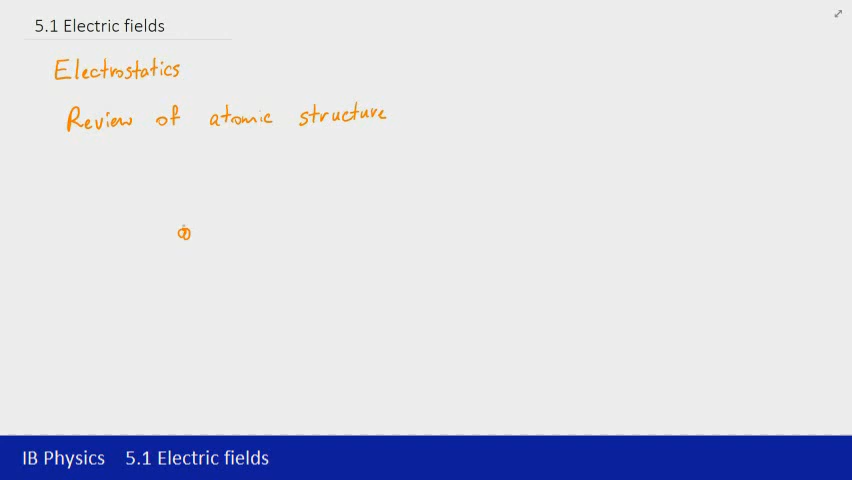 5.1 Electric fields
Electrostatics
Review of atomic structure
IB Physics 5.1 Electric fields